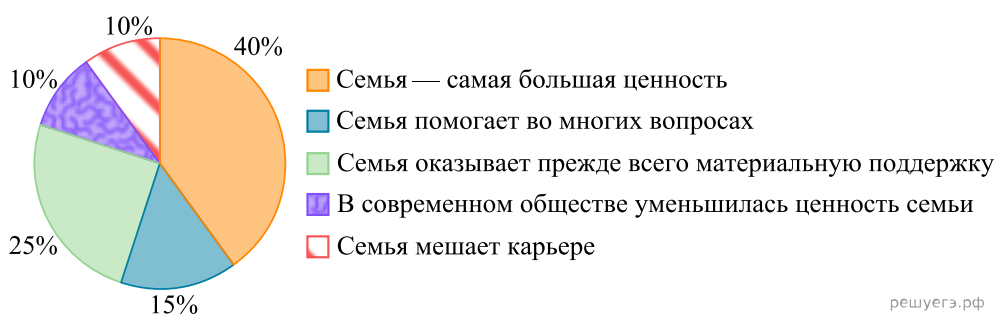 10%
40%
10%
Семья — самая большая ценность
Семья помогает во многих вопросах
Семья оказывает прежде всего материальную поддержку
В современном обществе уменьшилась ценность семьи
25%
Семья мешает карьере
15%
решуегэ.рф